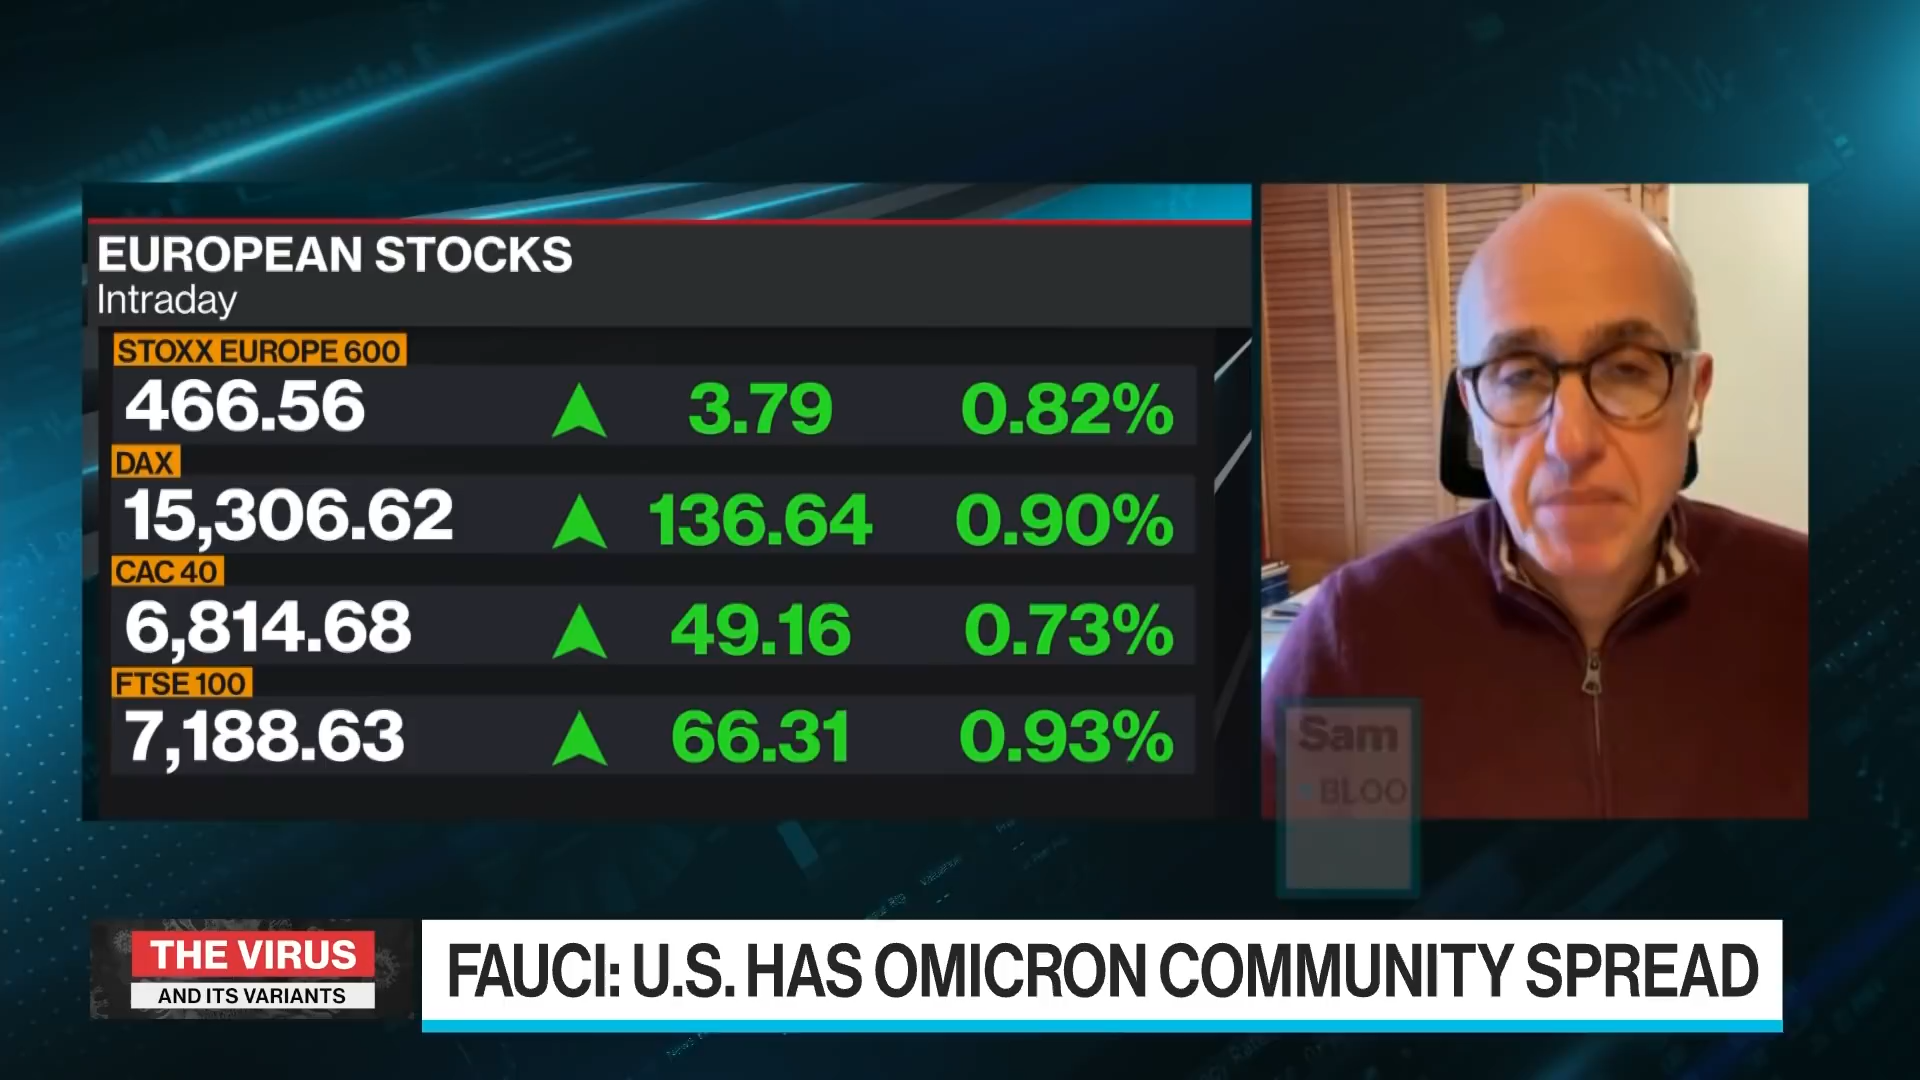 EUROPEAN STOCKS
Intraday
STOXX EUROPE 600
466.56 3.79 0.82%
DAX
15,306.62 136.64 0.90%
CAC 40
6,814.68 49.16 0.73%
FTSE 100
7,188.63 66.31 0.93%
Sam
BLOO
THE VIRUS
AND ITS VARIANTS
FAUCI: U.S. HAS OMICRON COMMUNITY SPREAD